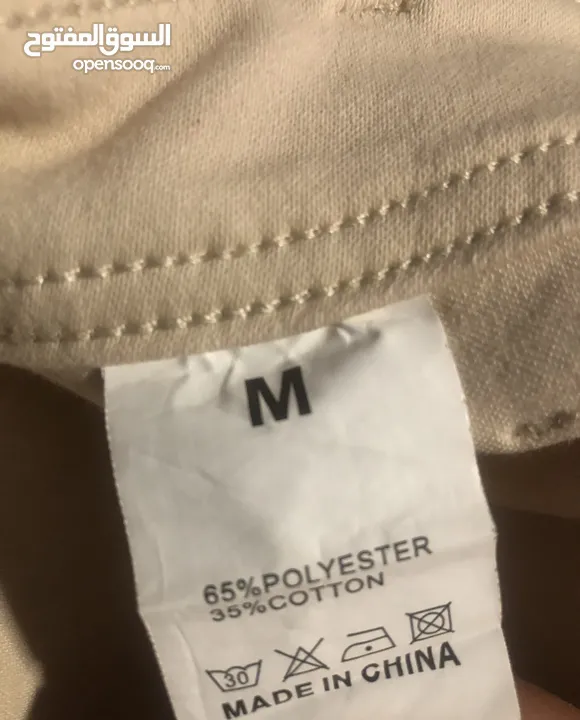 السوق المفتوح
opensooq.com
M
65%POLYESTER
35%COTTON
30
MADE IN CHINA